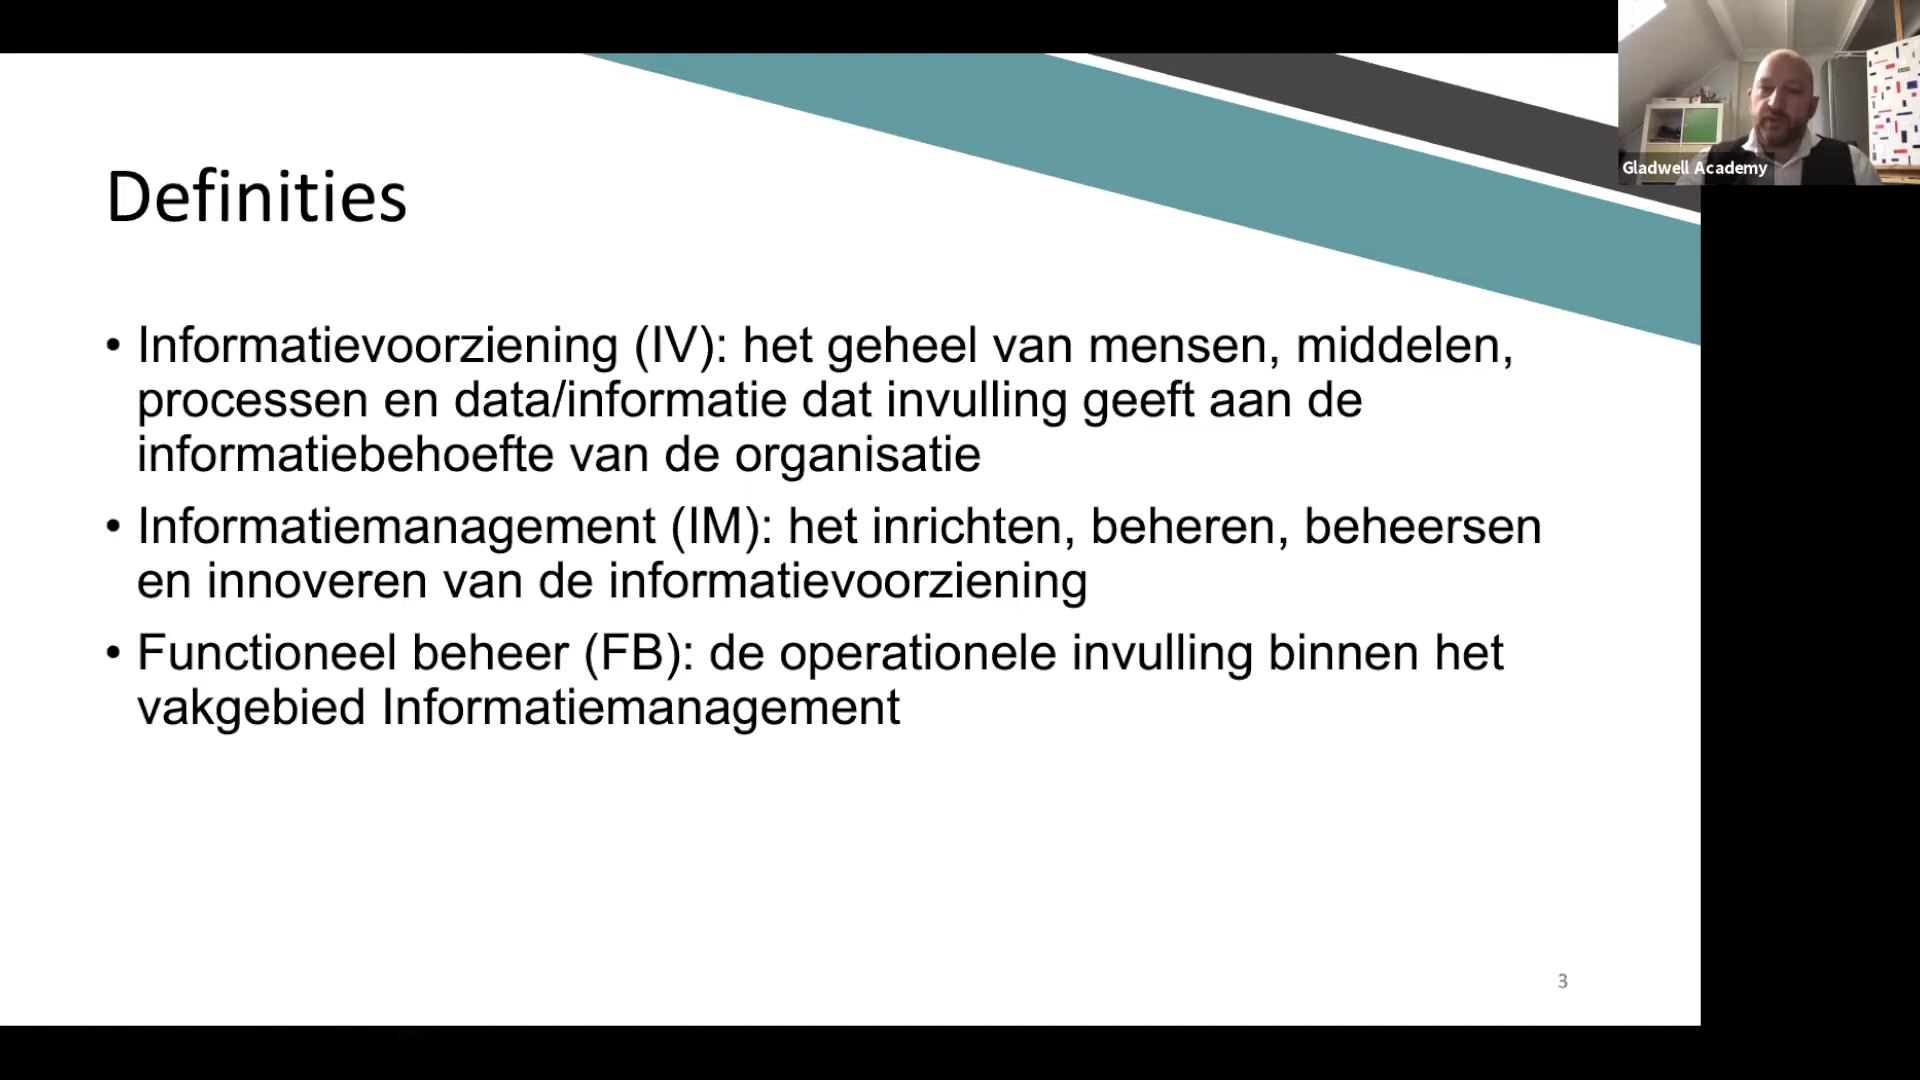 Gladwell Academy
Definities
• Informatievoorziening (IV): het geheel van mensen, middelen,
processen en data/informatie dat invulling geeft aan de
informatiebehoefte van de organisatie
• Informatiemanagement (IM): het inrichten, beheren, beheersen
en innoveren van de informatievoorziening
• Functioneel beheer (FB): de operationele invulling binnen het
vakgebied Informatiemanagement
3